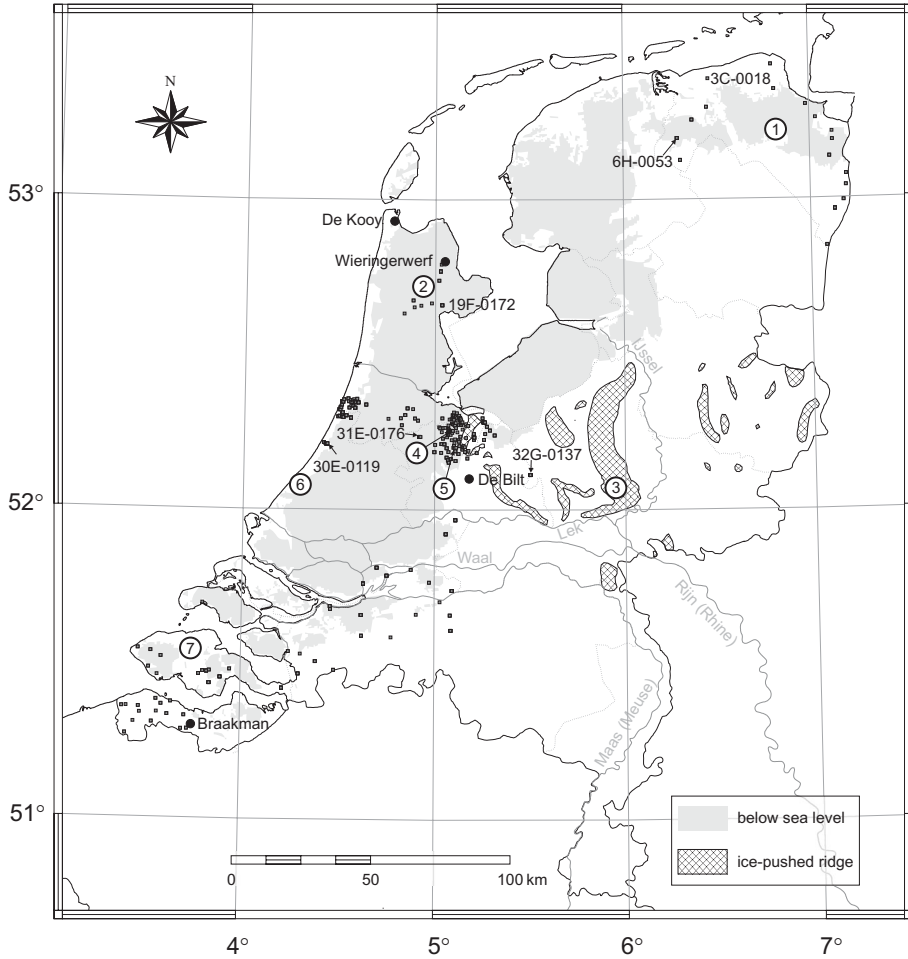 N
3C-0018
1
6H-0053
53°
De Kooy
Wieringerwerf
2
19F-0172
IJssel
31E-0176
4
32G-0137
30E-0119
6
5
De Bilt
3
52°
Lek
Waal
Rijn (Rhine)
7
Maas (Meuse)
Braakman
51°
below sea level
ice-pushed ridge
0
50
100 km
4°
5°
6°
7°